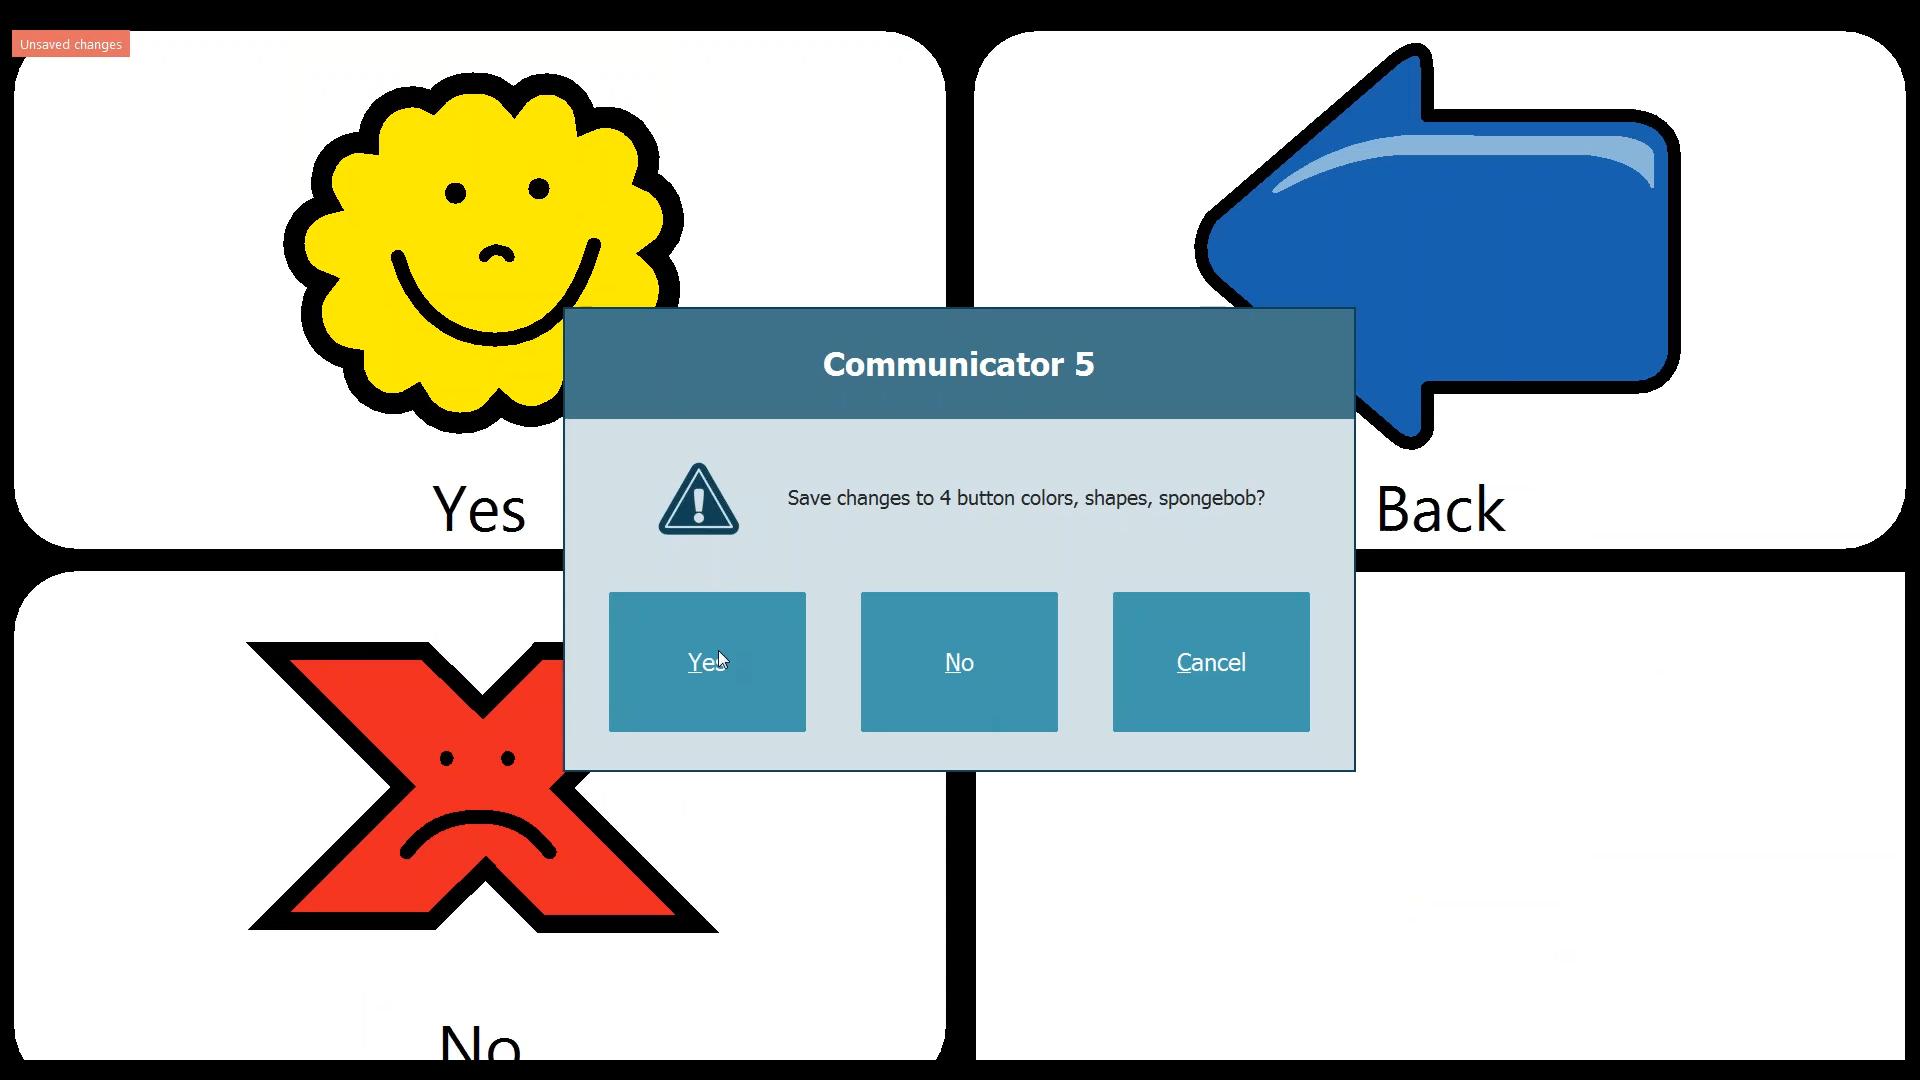 Unsaved changes
Yes
Back
Communicator 5
Save changes to 4 button colors, shapes, spongebob?
Yes
No
Cancel
No